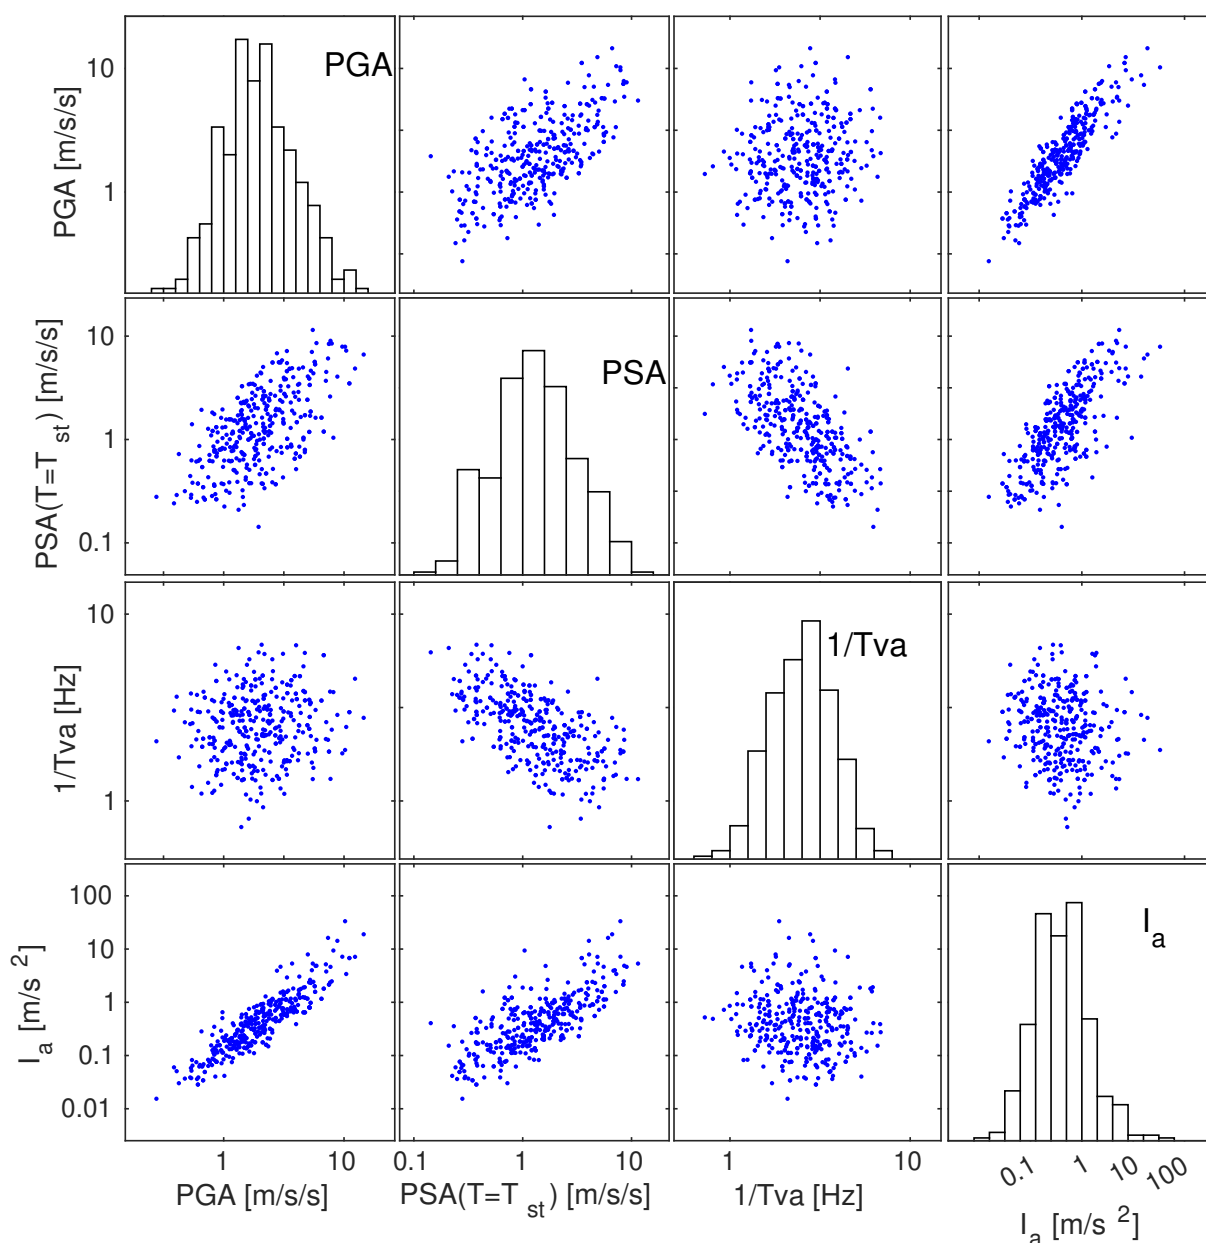 PGA [m/s/s]
10
1
PGA
PSA(T=T st) [m/s/s]
10
1
0.1
PSA
1/Tva [Hz]
10
1
1/Tva
I a [m/s 2]
100
10
1
0.1
0.01
I a
1 10
0.1 1 10
1 10
0.1 1 10 100
PGA [m/s/s]
PSA(T=T st) [m/s/s]
1/Tva [Hz]
I a [m/s 2]